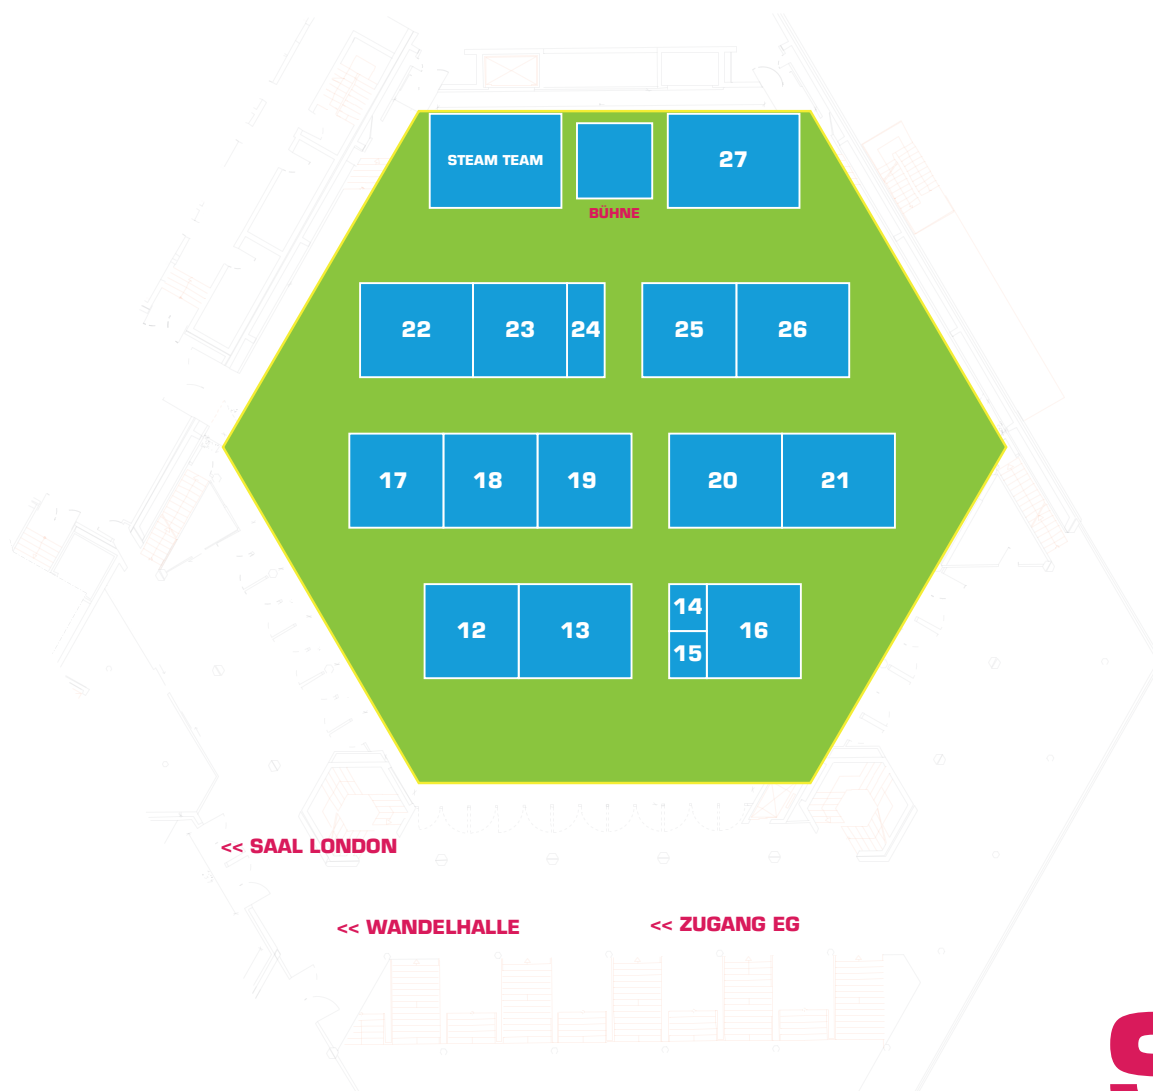 STEAM TEAM
27
BÜHNE
22 23 24 25 26
17 18 19 20 21
14
12 13 16
15
<< SAAL LONDON
<< WANDELHALLE << ZUGANG EG